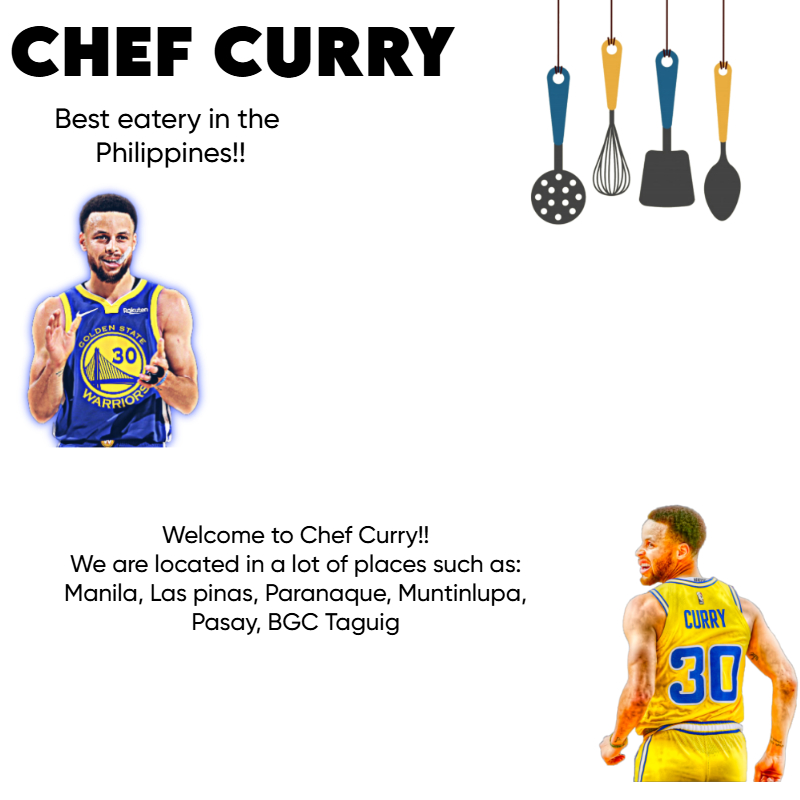 CHEF CURRY
Best eatery in the
Philippines!!
Rakuten
GOLDEN STATE
30
WARRIORS
Welcome to Chef Curry!!
We are located in a lot of places such as:
Manila, Las pinas, Paranaque, Muntinlupa,
Pasay, BGC Taguig
CURRY
30